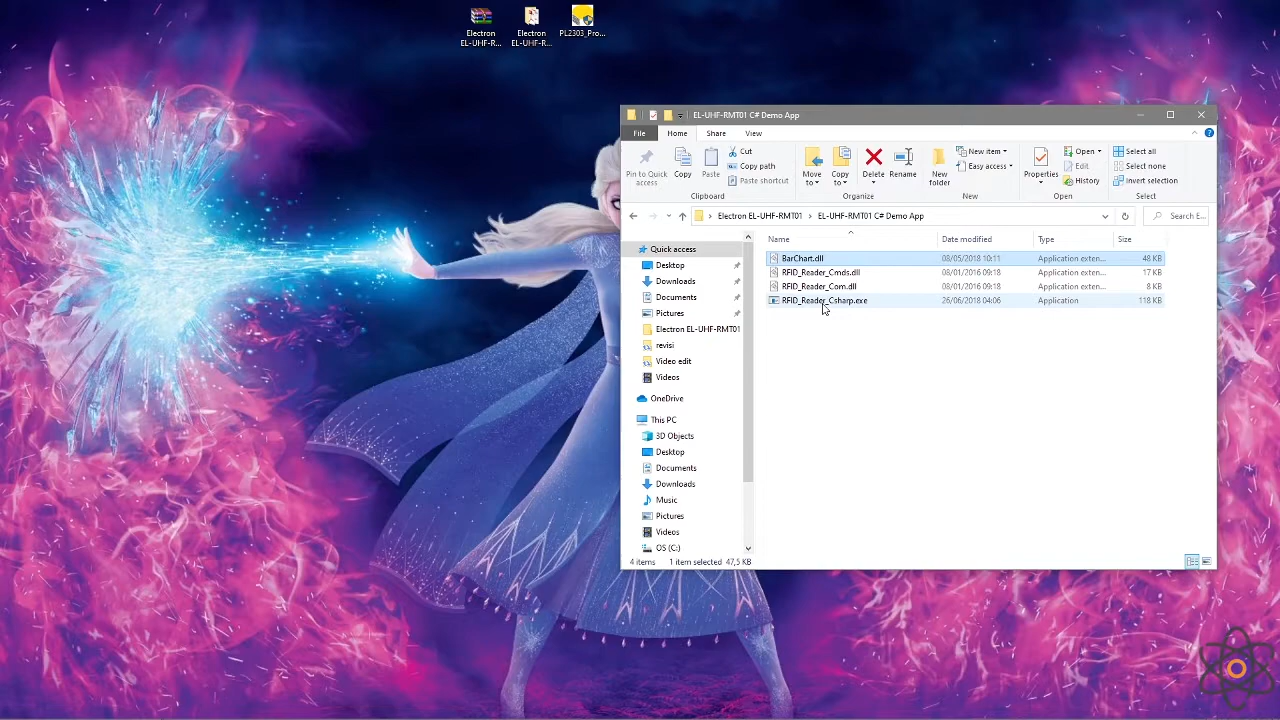 Electron
EL-UHF-R...
Electron
EL-UHF-R...
PL2303_Pro...
EL-UHF-RMT01 C# Demo App
File Home Share View
Pin to Quick
access
Copy
Paste
Cut
Copy path
Paste shortcut
Clipboard
Move
to
Copy
to
Delete
Rename
Organize
New
folder
New item
Easy access
New
Properties
Open
Edit
History
Open
Select all
Select none
Invert selection
Select
Electron EL-UHF-RMT01 > EL-UHF-RMT01 C# Demo App
Search E...
Quick access
Desktop
Downloads
Documents
Pictures
Electron EL-UHF-RMT01
revisi
Video edit
Videos
OneDrive
This PC
3D Objects
Desktop
Documents
Downloads
Music
Pictures
Videos
OS (C:)
Name Date modified Type Size
BarChart.dll 08/05/2018 10:11 Application exten... 48 KB
RFID_Reader_Cmds.dll 08/01/2016 09:18 Application exten... 17 KB
RFID_Reader_Com.dll 08/01/2016 09:18 Application exten... 8 KB
RFID_Reader_Csharp.exe 26/06/2018 04:06 Application 118 KB
4 items 1 item selected 47,5 KB